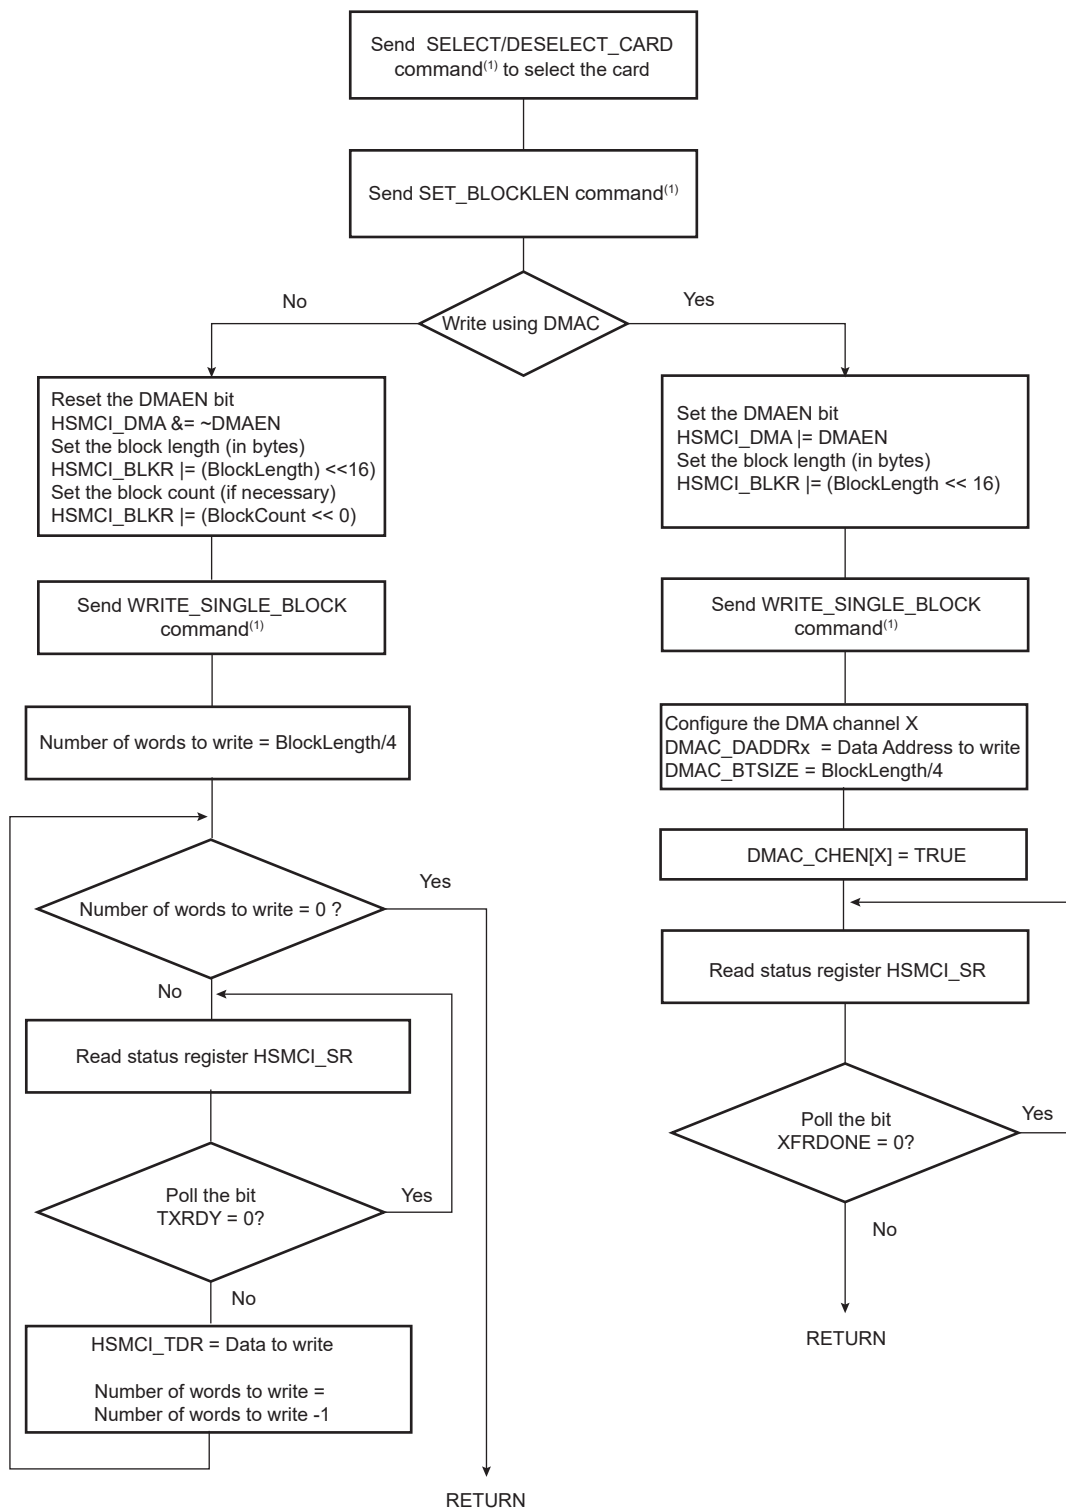 Send SELECT/DESELECT_CARD
command(1) to select the card
Send SET_BLOCKLEN command(1)
No
Yes
Write using DMAC
Reset the DMAEN bit
HSMCI_DMA &= ~DMAEN
Set the block length (in bytes)
HSMCI_BLKR |= (BlockLength) <<16)
Set the block count (if necessary)
HSMCI_BLKR |= (BlockCount << 0)
Send WRITE_SINGLE_BLOCK
command(1)
Number of words to write = BlockLength/4
Number of words to write = 0 ?
Yes
No
Read status register HSMCI_SR
Poll the bit
TXRDY = 0?
Yes
No
HSMCI_TDR = Data to write
Number of words to write =
Number of words to write -1
RETURN
Set the DMAEN bit
HSMCI_DMA |= DMAEN
Set the block length (in bytes)
HSMCI_BLKR |= (BlockLength << 16)
Send WRITE_SINGLE_BLOCK
command(1)
Configure the DMA channel X
DMAC_DADDRx = Data Address to write
DMAC_BTSIZE = BlockLength/4
DMAC_CHEN[X] = TRUE
Read status register HSMCI_SR
Poll the bit
XFRDONE = 0?
Yes
No
RETURN